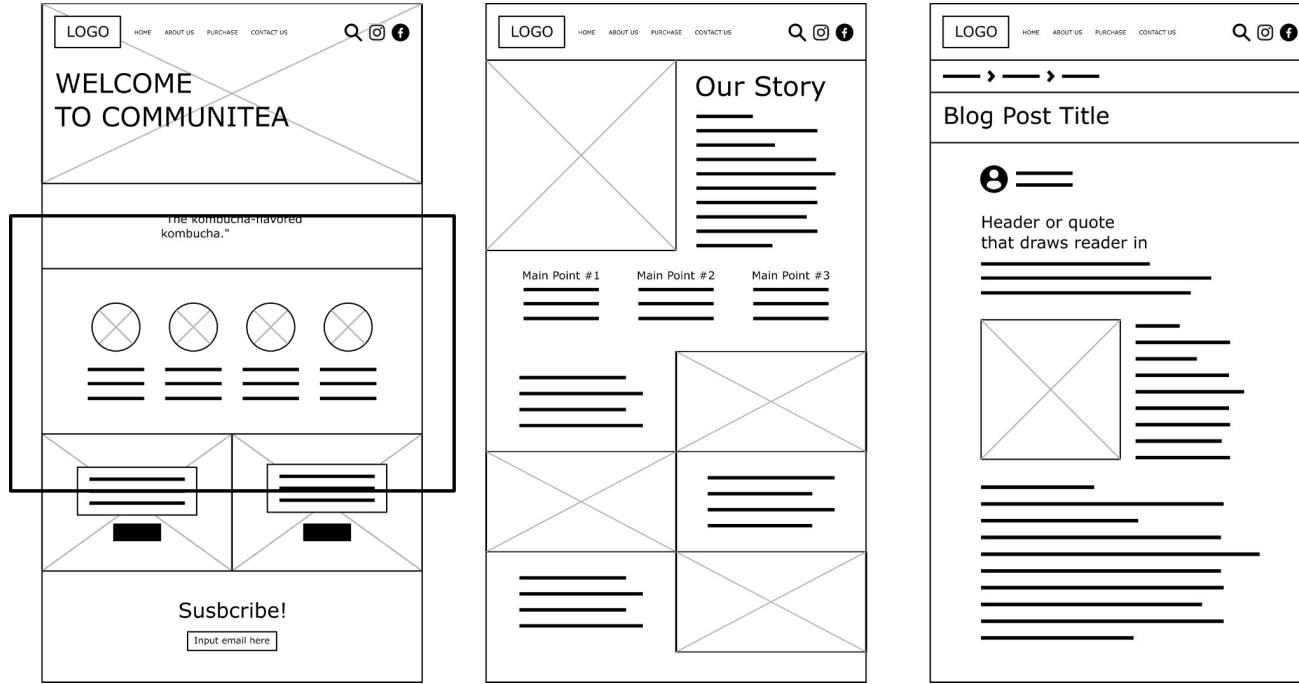 LOGO
HOME ABOUT US PURCHASE CONTACT US
WELCOME
TO COMMUNITEA
"The kombucha-flavored
kombucha."
Susbcribe!
Input email here
LOGO
HOME ABOUT US PURCHASE CONTACT US
Our Story
Main Point #1 Main Point #2 Main Point #3
LOGO
HOME ABOUT US PURCHASE CONTACT US
Blog Post Title
Header or quote
that draws reader in